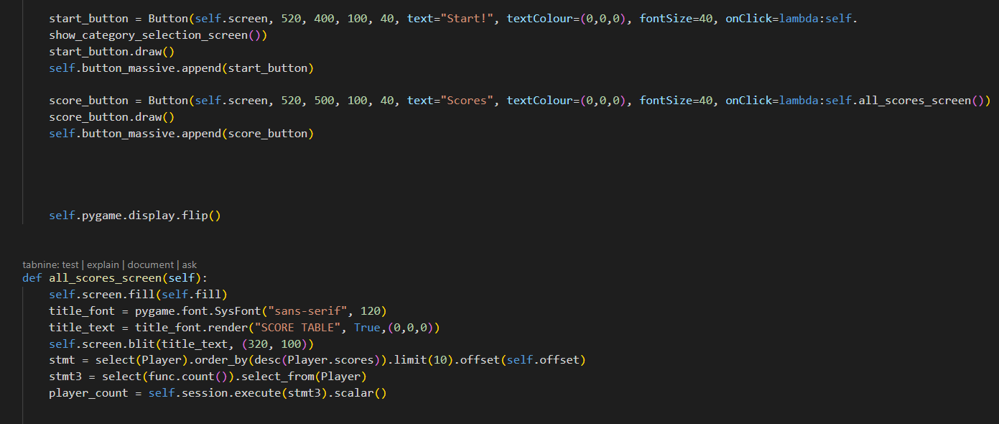 start_button = Button(self.screen, 520, 400, 100, 40, text="Start!", textColour=(0,0,0), fontSize=40, onClick=lambda:self.
show_category_selection_screen())
start_button.draw()
self.button_massive.append(start_button)
score_button = Button(self.screen, 520, 500, 100, 40, text="Scores", textColour=(0,0,0), fontSize=40, onClick=lambda:self.all_scores_screen())
score_button.draw()
self.button_massive.append(score_button)
self.pygame.display.flip()
tabnine: test | explain | document | ask
def all_scores_screen(self):
self.screen.fill(self.fill)
title_font = pygame.font.SysFont("sans-serif", 120)
title_text = title_font.render("SCORE TABLE", True,(0,0,0))
self.screen.blit(title_text, (320, 100))
stmt = select(Player).order_by(desc(Player.scores)).limit(10).offset(self.offset)
stmt3 = select(func.count()).select_from(Player)
player_count = self.session.execute(stmt3).scalar()